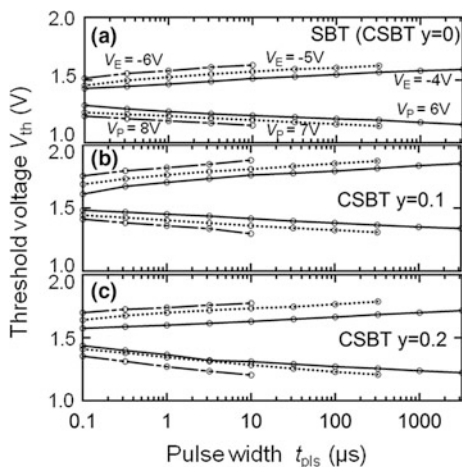 2.0
(a)
SBT (CSBT y=0)
V_E = -6V
V_E = -5V
1.5
V_E = -4V
V_P = 6V
V_P = 8V
V_P = 7V
1.0
Threshold voltage V_th (V)
2.0
(b)
1.5
CSBT y=0.1
1.0
2.0
(c)
1.5
CSBT y=0.2
1.0
0.1 1 10 100 1000
Pulse width t_pls (μs)